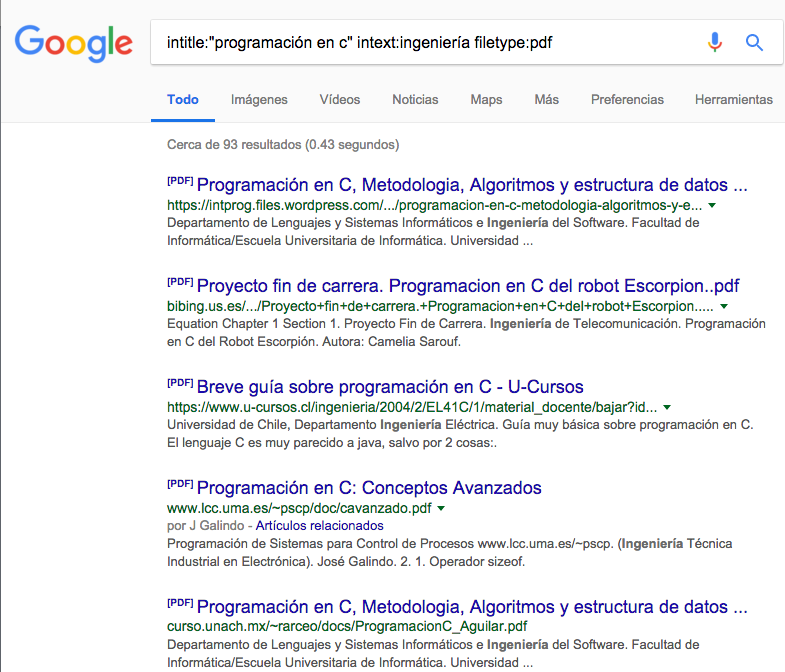 Google
intitle:"programación en c" intext:ingeniería filetype:pdf
Todo Imágenes Vídeos Noticias Maps Más Preferencias Herramientas
Cerca de 93 resultados (0.43 segundos)
[PDF] Programación en C, Metodologia, Algoritmos y estructura de datos ...
https://intprog.files.wordpress.com/.../programacion-en-c-metodologia-algoritmos-y-e...
Departamento de Lenguajes y Sistemas Informáticos e Ingeniería del Software. Facultad de
Informática/Escuela Universitaria de Informática. Universidad ...
[PDF] Proyecto fin de carrera. Programacion en C del robot Escorpion..pdf
bibing.us.es/.../Proyecto+fin+de+carrera.+Programacion+en+C+del+robot+Escorpion.....
Equation Chapter 1 Section 1. Proyecto Fin de Carrera. Ingeniería de Telecomunicación. Programación
en C del Robot Escorpión. Autora: Camelia Sarouf.
[PDF] Breve guía sobre programación en C - U-Cursos
https://www.u-cursos.cl/ingenieria/2004/2/EL41C/1/material_docente/bajar?id...
Universidad de Chile, Departamento Ingeniería Eléctrica. Guía muy básica sobre programación en C.
El lenguaje C es muy parecido a java, salvo por 2 cosas:.
[PDF] Programación en C: Conceptos Avanzados
www.lcc.uma.es/~pscp/doc/cavanzado.pdf
por J Galindo - Artículos relacionados
Programación de Sistemas para Control de Procesos www.lcc.uma.es/~pscp. (Ingeniería Técnica
Industrial en Electrónica). José Galindo. 2. 1. Operador sizeof.
[PDF] Programación en C, Metodologia, Algoritmos y estructura de datos ...
curso.unach.mx/~rarceo/docs/ProgramacionC_Aguilar.pdf
Departamento de Lenguajes y Sistemas Informáticos e Ingeniería del Software. Facultad de
Informática/Escuela Universitaria de Informática. Universidad ...